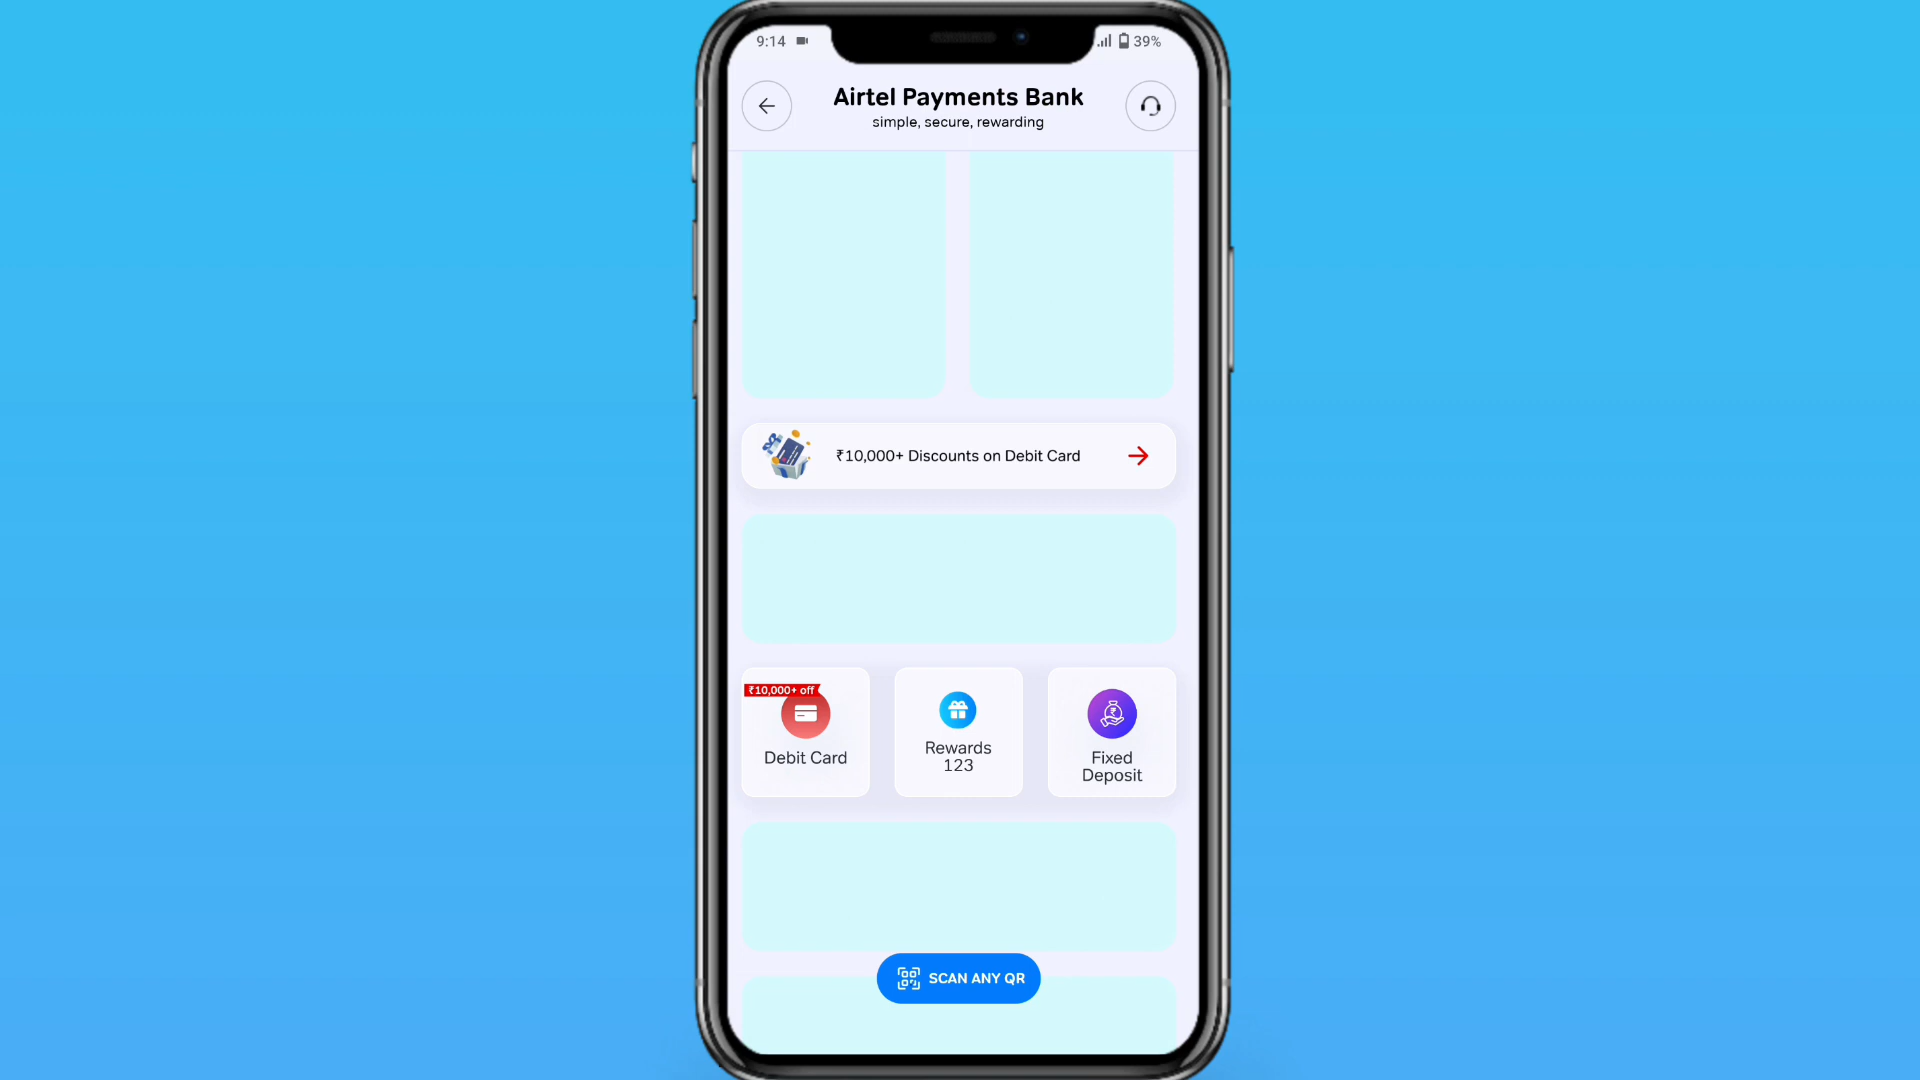 9:14
39%
Airtel Payments Bank
simple, secure, rewarding
₹10,000+ Discounts on Debit Card
₹10,000+ off
Debit Card
Rewards
123
Fixed
Deposit
SCAN ANY QR